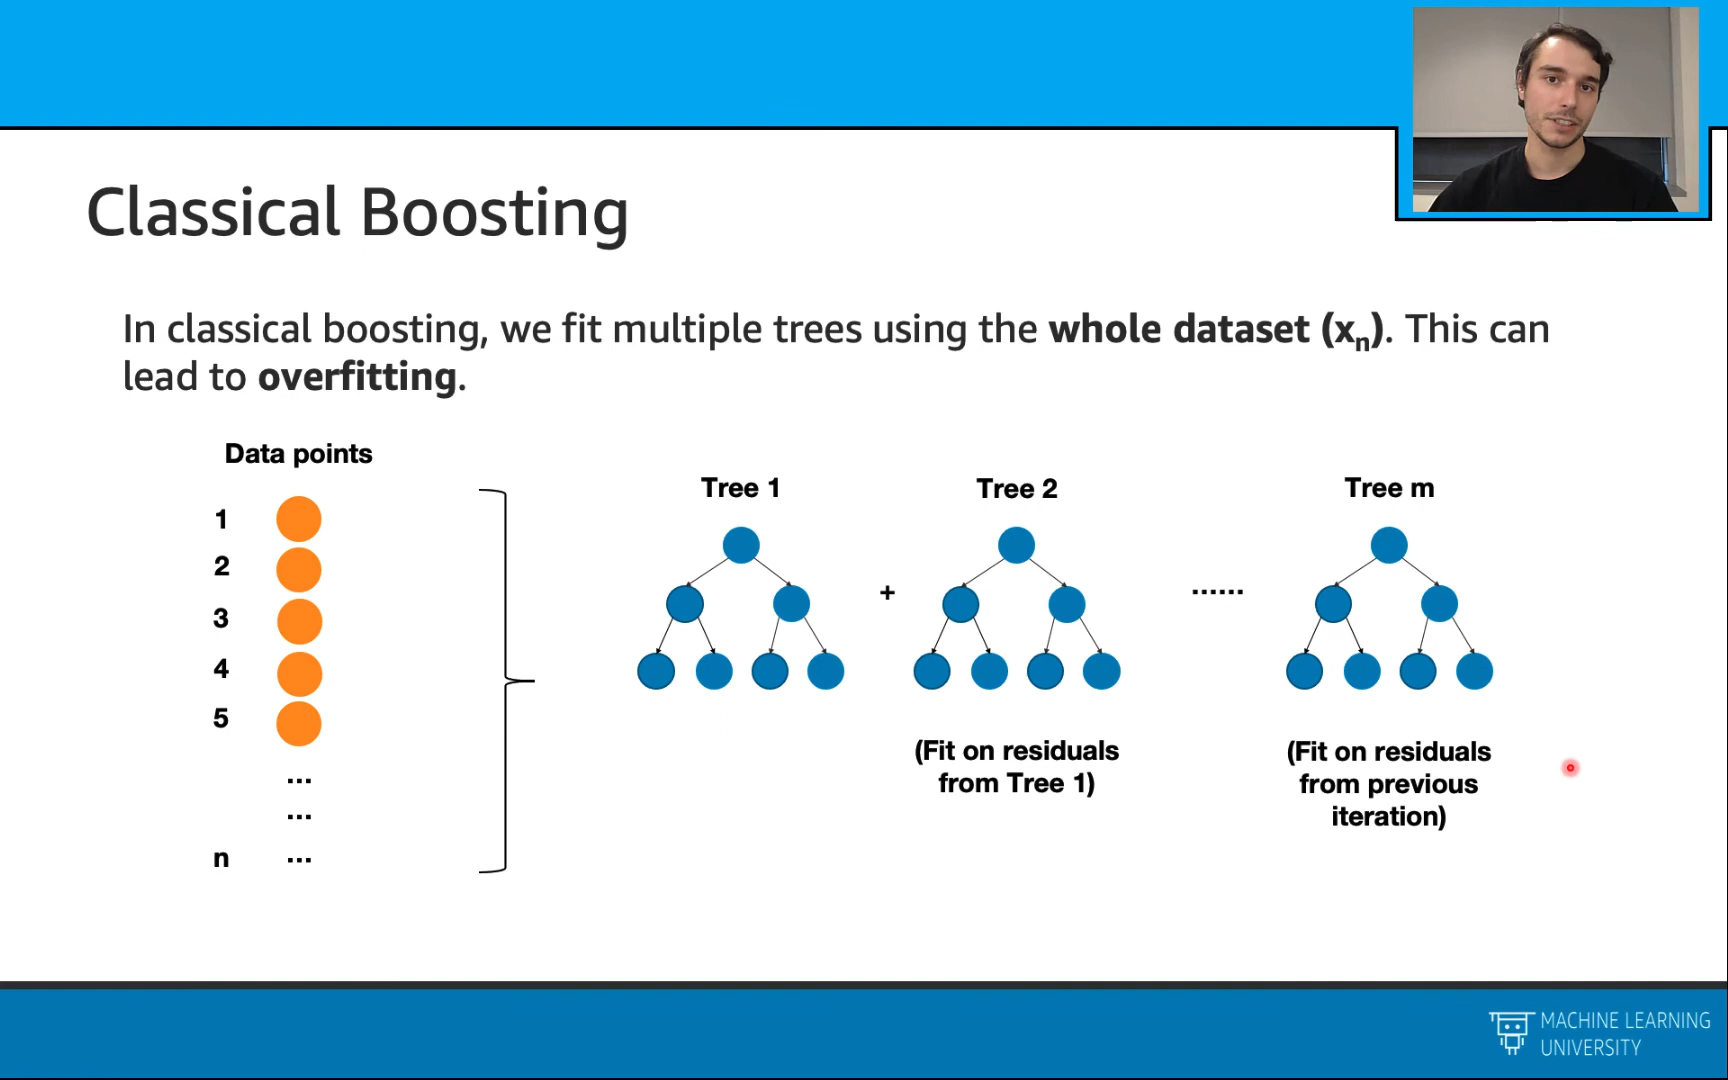 Classical Boosting
In classical boosting, we fit multiple trees using the whole dataset (xn). This can
lead to overfitting.
Data points
1
2
3
4
5
...
...
n ...
Tree 1
+
Tree 2
(Fit on residuals
from Tree 1)
......
Tree m
(Fit on residuals
from previous
iteration)
MACHINE LEARNING
UNIVERSITY